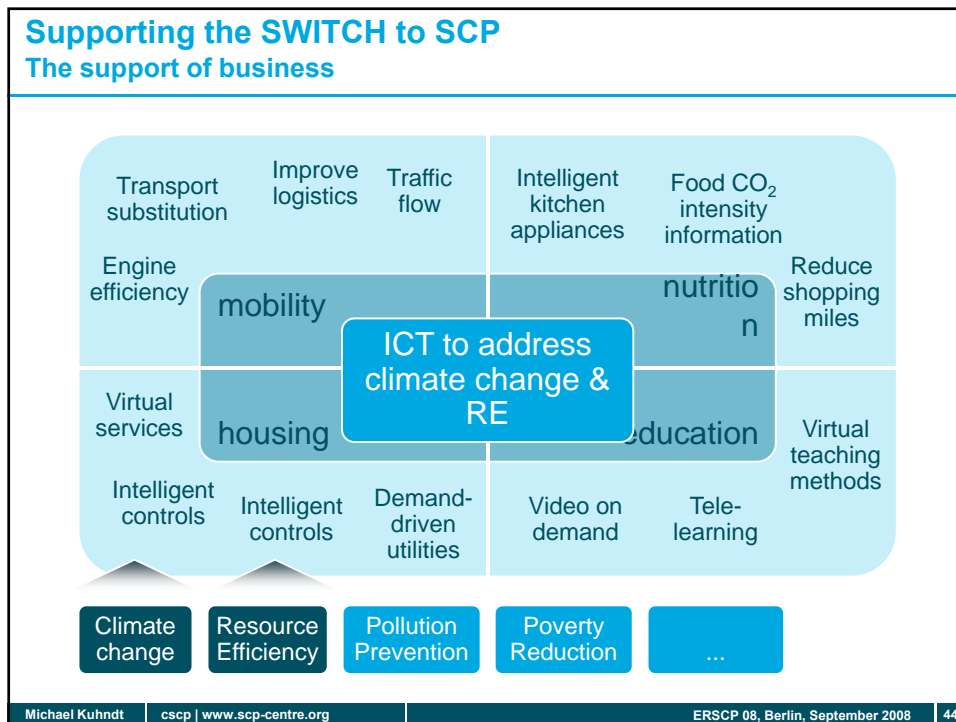 Supporting the SWITCH to SCP
The support of business
Transport
substitution
Improve
logistics
Traffic
flow
Engine
efficiency
mobility
Intelligent
kitchen
appliances
Food CO₂
intensity
information
Reduce
shopping
miles
nutritio
n
ICT to address
climate change &
RE
Virtual
services
housing
Intelligent
controls
Intelligent
controls
Demand-
driven
utilities
education
Virtual
teaching
methods
Video on
demand
Tele-
learning
Climate
change
Resource
Efficiency
Pollution
Prevention
Poverty
Reduction
...
Michael Kuhndt cscp | www.scp-centre.org ERSCP 08, Berlin, September 2008 44